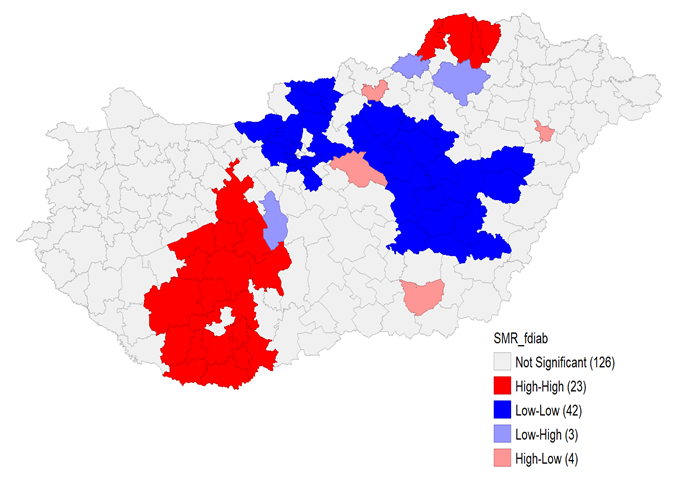 SMR_fdiab
Not Significant (126)
High-High (23)
Low-Low (42)
Low-High (3)
High-Low (4)